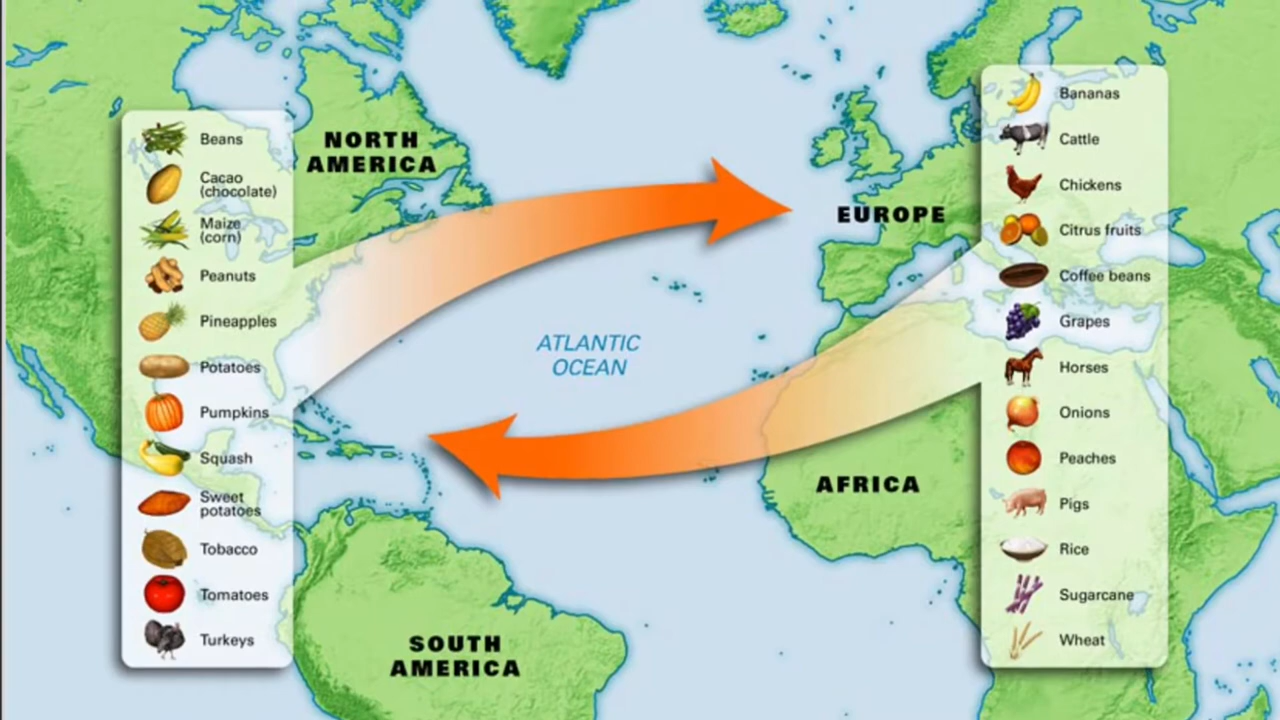 Beans
Cacao
(chocolate)
Maize
(corn)
Peanuts
Pineapples
Potatoes
Pumpkins
Squash
Sweet
potatoes
Tobacco
Tomatoes
Turkeys
NORTH
AMERICA
ATLANTIC
OCEAN
SOUTH
AMERICA
EUROPE
AFRICA
Bananas
Cattle
Chickens
Citrus fruits
Coffee beans
Grapes
Horses
Onions
Peaches
Pigs
Rice
Sugarcane
Wheat